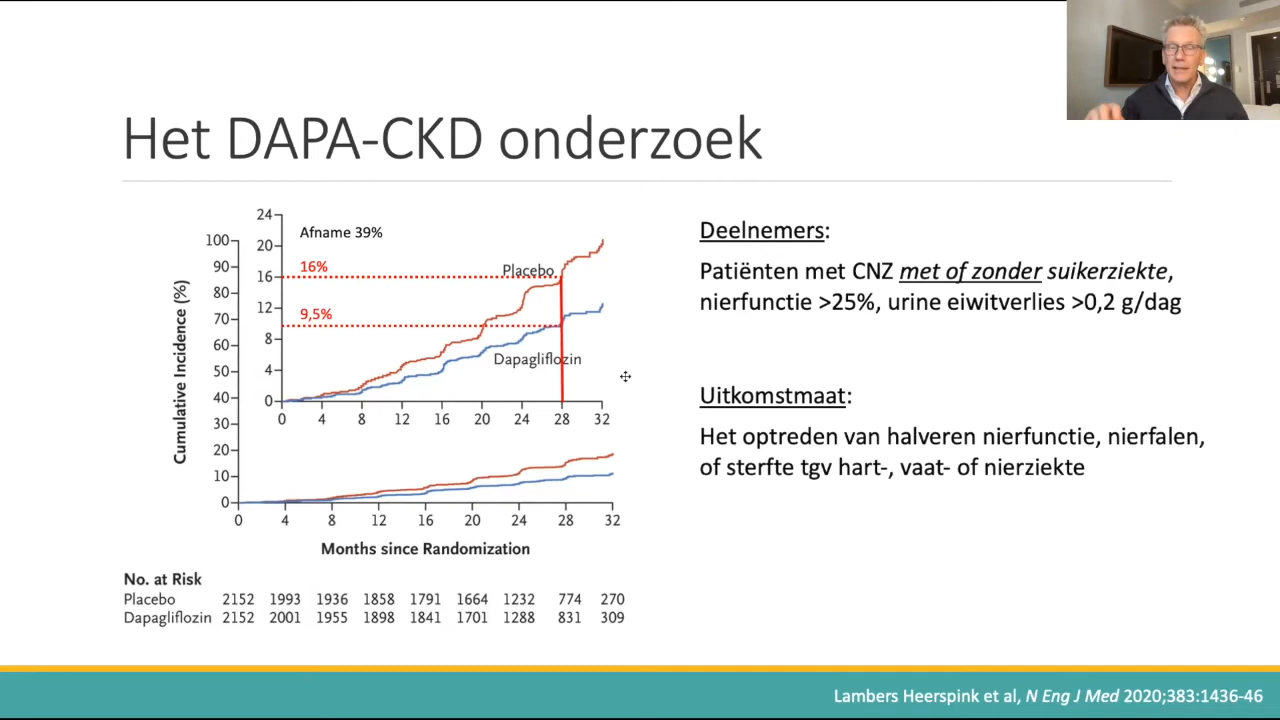 Het DAPA-CKD onderzoek
24
20
16
12
8
4
0
Afname 39%
16%
9,5%
Placebo
Dapagliflozin
0 4 8 12 16 20 24 28 32
100
90
80
70
60
50
40
30
20
10
0
Cumulative Incidence (%)
0 4 8 12 16 20 24 28 32
Months since Randomization
No. at Risk
Placebo 2152 1993 1936 1858 1791 1664 1232 774 270
Dapagliflozin 2152 2001 1955 1898 1841 1701 1288 831 309
Deelnemers:
Patiënten met CNZ met of zonder suikerziekte,
nierfunctie >25%, urine eiwitverlies >0,2 g/dag
Uitkomstmaat:
Het optreden van halveren nierfunctie, nierfalen,
of sterfte tgv hart-, vaat- of nierziekte
Lambers Heerspink et al, N Eng J Med 2020;383:1436-46